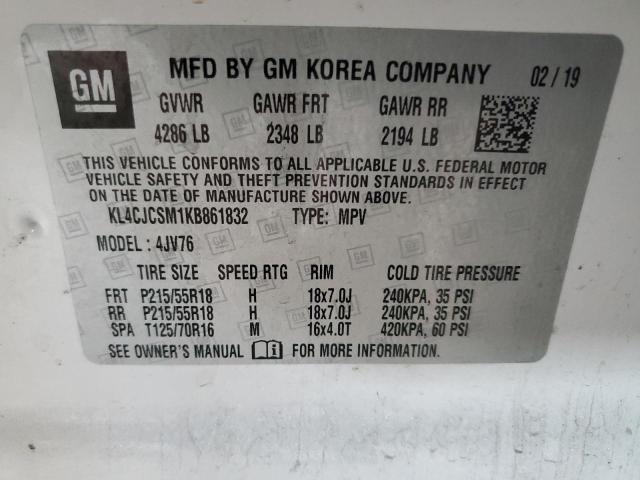 GM
MFD BY GM KOREA COMPANY 02/19
GVWR GAWR FRT GAWR RR
4286 LB 2348 LB 2194 LB
THIS VEHICLE CONFORMS TO ALL APPLICABLE U.S. FEDERAL MOTOR
VEHICLE SAFETY AND THEFT PREVENTION STANDARDS IN EFFECT
ON THE DATE OF MANUFACTURE SHOWN ABOVE.
KL4CJCSM1KB861832 TYPE: MPV
MODEL: 4JV76
TIRE SIZE SPEED RTG RIM COLD TIRE PRESSURE
FRT P215/55R18 H 18x7.0J 240KPA, 35 PSI
RR P215/55R18 H 18x7.0J 240KPA, 35 PSI
SPA T125/70R16 M 16x4.0T 420KPA, 60 PSI
SEE OWNER'S MANUAL FOR MORE INFORMATION.